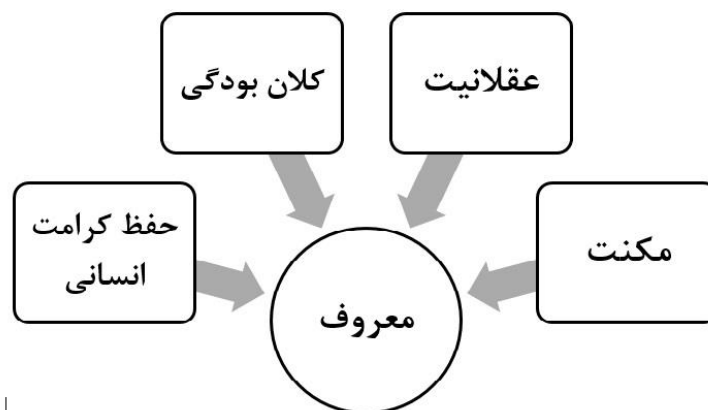 عقلانیت
کلان بودگی
مکنت
حفظ کرامت
انسانی
معروف